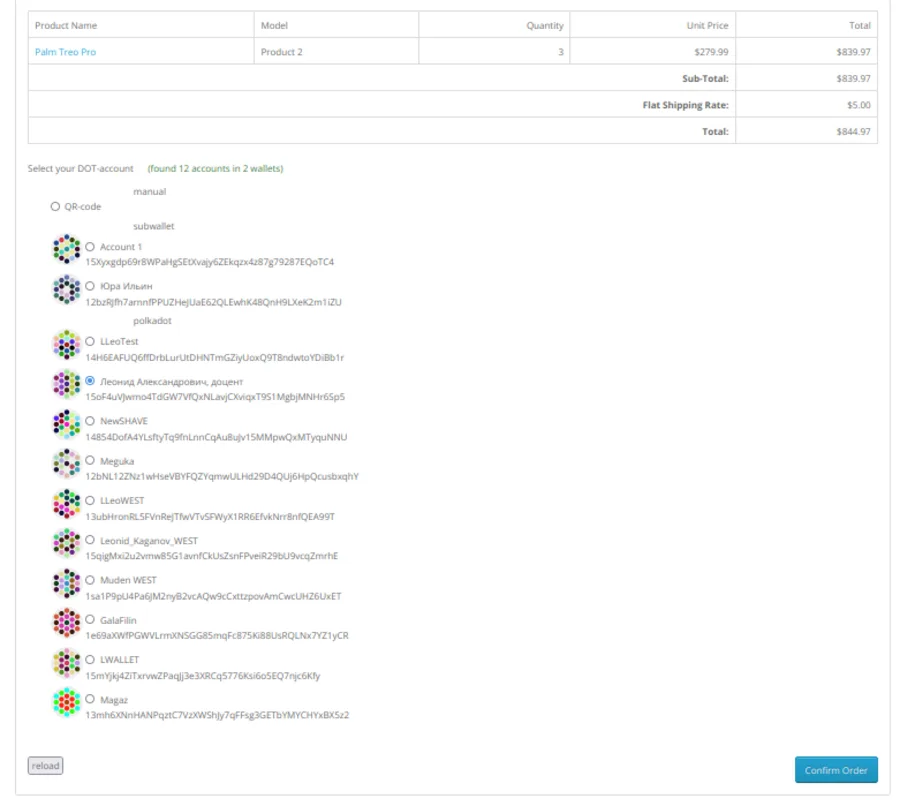 Product Name Model Quantity Unit Price Total
Palm Treo Pro Product 2 3 $279.99 $839.97
Sub-Total: $839.97
Flat Shipping Rate: $5.00
Total: $844.97
Select your DOT-account (found 12 accounts in 2 wallets)
manual
QR-code
subwallet
Account 1
15Xyxgdp69r8WPaHgSEtXvajy6ZEkqzx4z87g79287EQoTC4
Юра Ильин
12bzRJfh7arnnfPPUZHeJUaE62QLEwhK48QnH9LXeK2m1iZU
polkadot
LLeoTest
14H6EAFUQ6ffDrbLurUtDHNTmGZiyUoxQ9T8ndwtoYDiBb1r
Леонид Александрович, доцент
15oF4uVJwmo4TdGW7VfQxNLavjCXviqxT9S1MgbjMNHr6Sp5
NewSHAVE
14854DofA4YLsftyTq9fnLnnCqAu8uJv15MMpwQxMTyquNNU
Meguka
12bNL12ZNz1wHseVBYFQZYqmwULHd29D4QUj6HpQcusbxqhY
LLeoWEST
13ubHronRL5FVnReJTfwVTvSFWyX1RR6EfvkNrr8nfQEA99T
Leonid_Kaganov_WEST
15qigMxi2u2vmw85G1avnfCkUsZsnFPveiR29bU9vcqZmrhE
Muden WEST
1sa1P9pU4Pa6JM2nyB2vcAQw9cCxttzpovAmCwcUHZ6UxET
GalaFilin
1e69aXWfPGWVLrmXNSGG85mqFc875Ki88UsRQLNx7YZ1yCR
LWALLET
15mYjkj4ZiTxrvwZPaqJj3e3XRCq5776Ksi6o5EQ7njc6Kfy
Magaz
13mh6XNnHANPqztC7VzXWShJy7qFFsg3GETbYMYCHYxBX5z2
reload Confirm Order